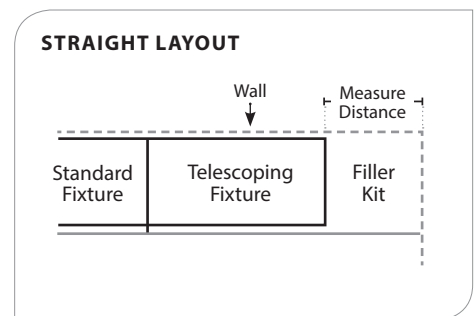 STRAIGHT LAYOUT
Wall
Measure
Distance
Standard
Fixture
Telescoping
Fixture
Filler
Kit